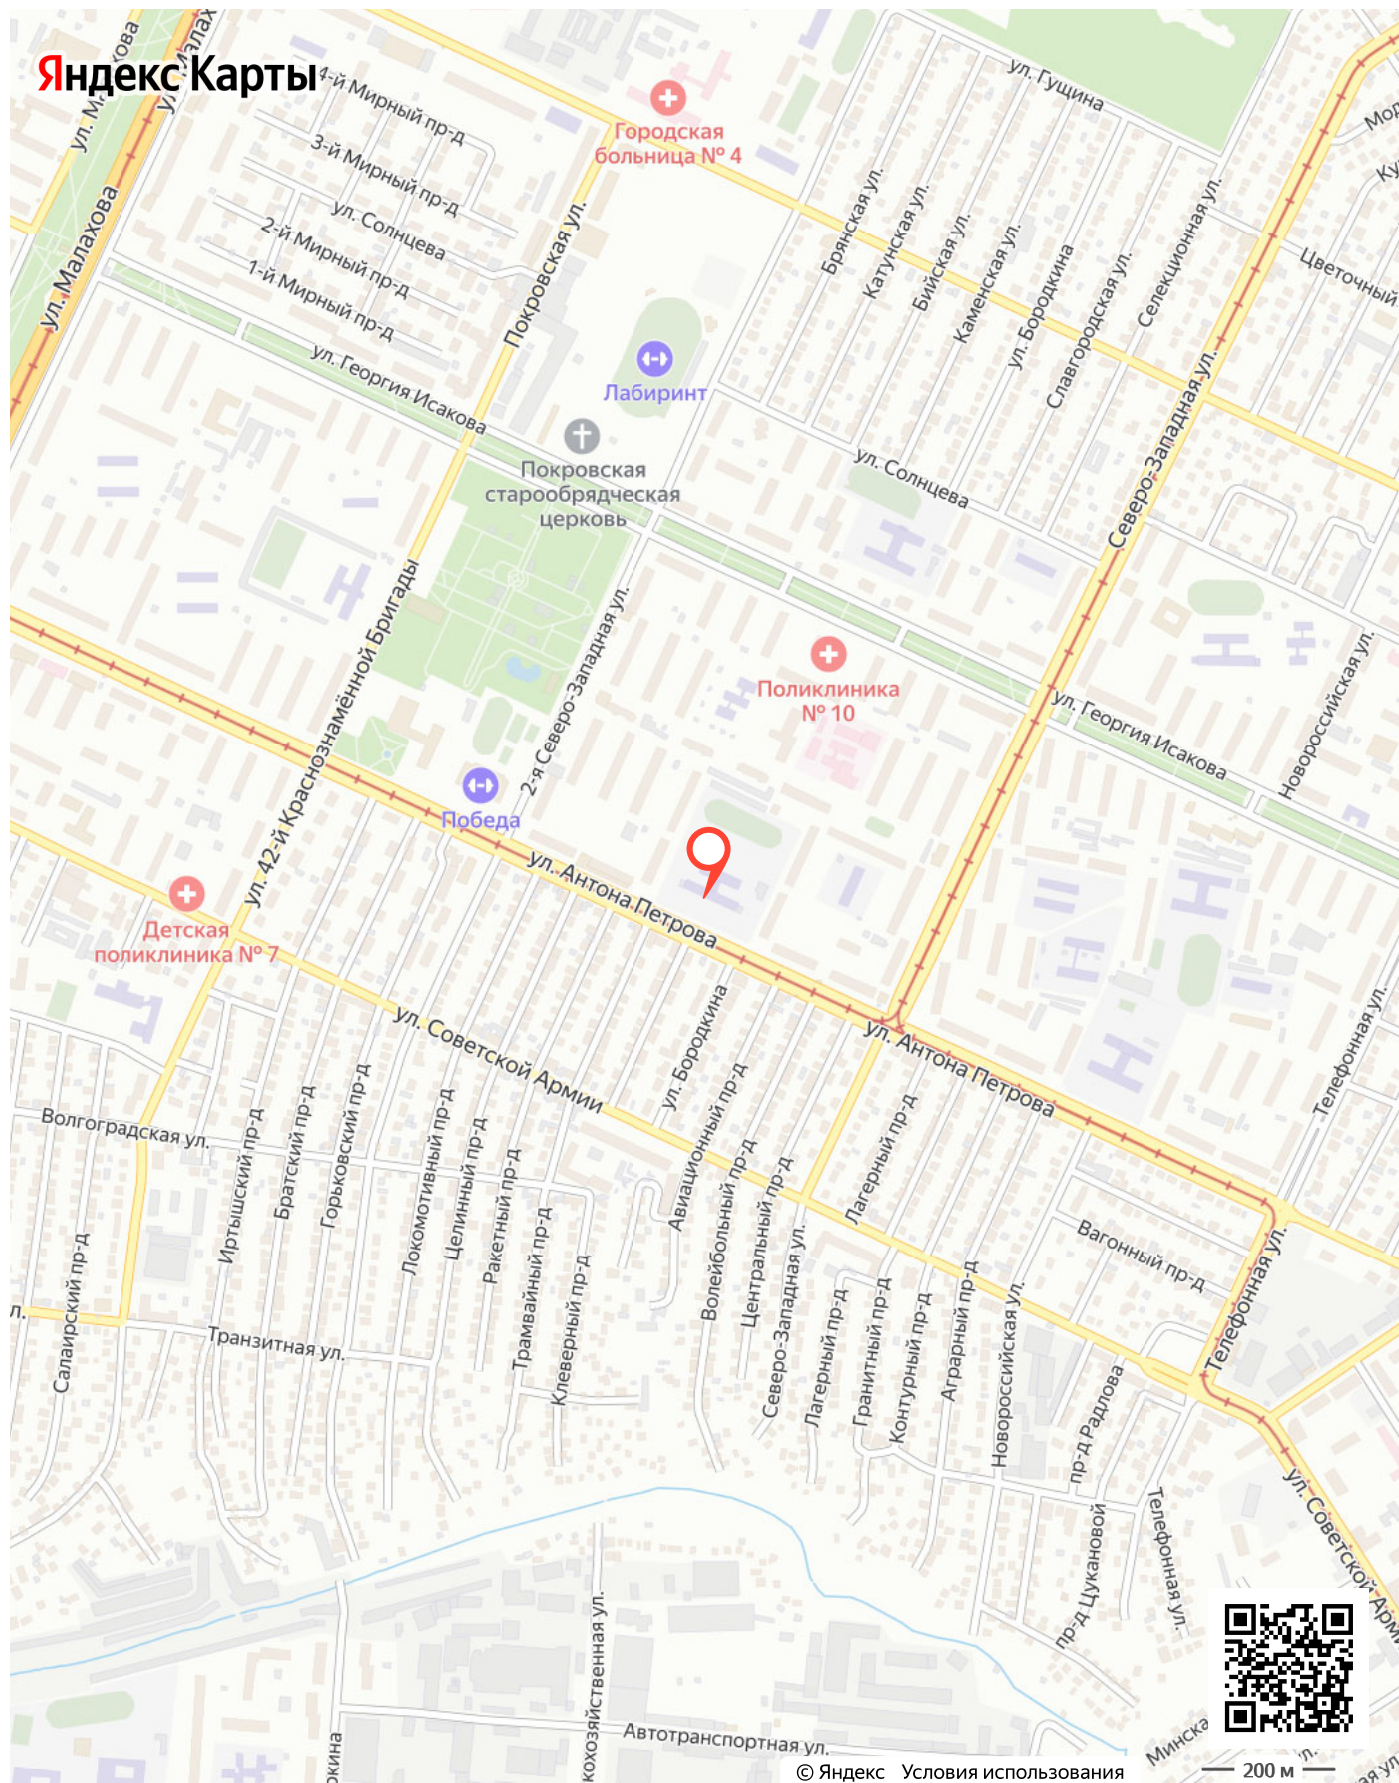 Яндекс Карты
ул. Малахова
ул. Малах
4-й Мирный пр-д
3-й Мирный пр-д
ул. Солнцева
2-й Мирный пр-д
1-й Мирный пр-д
ул. Малахова
Городская
больница № 4
Покровская ул.
ул. Гущина
Брянская ул.
Катунская ул.
Бийская ул.
Каменская ул.
ул. Бородкина
Славгородская ул.
Селекционная ул.
Цветочный
ул. Георгия Исакова
Лабиринт
Покровская
старообрядческая
церковь
ул. Солнцева
Северо-Западная ул.
ул. 42-й Краснознамённой Бригады
2-я Северо-Западная ул.
Поликлиника
№ 10
ул. Георгия Исакова
Новороссийская ул.
Победа
ул. Антона Петрова
Детская
поликлиника № 7
ул. Советской Армии
ул. Бородкина
ул. Антона Петрова
Телефонная ул.
Волгоградская ул.
Иртышский пр-д
Братский пр-д
Горьковский пр-д
Локомотивный пр-д
Целинный пр-д
Ракетный пр-д
Трамвайный пр-д
Клеверный пр-д
Авиационный пр-д
Волейбольный пр-д
Центральный пр-д
Северо-Западная ул.
Лагерный пр-д
Лагерный пр-д
Гранитный пр-д
Контурный пр-д
Аграрный пр-д
Новороссийская ул.
Вагонный пр-д
Телефонная ул.
Салаирский пр-д
Транзитная ул.
л.
пр-д Радлова
пр-д Цукановой
Телефонная ул.
ул. Советской Арм
кохозяйственная ул.
Автотранспортная ул.
Минска
© Яндекс Условия использования
200 м